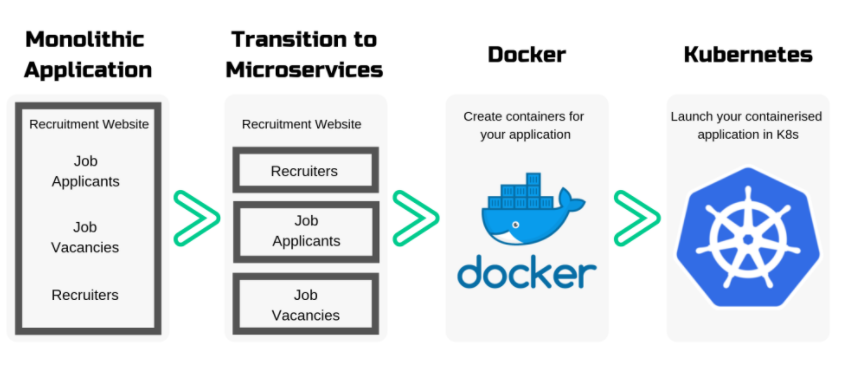 Monolithic
Application
Recruitment Website
Job
Applicants
Job
Vacancies
Recruiters
Transition to
Microservices
Recruitment Website
Recruiters
Job
Applicants
Job
Vacancies
Docker
Create containers for
your application
docker
Kubernetes
Launch your containerised
application in K8s